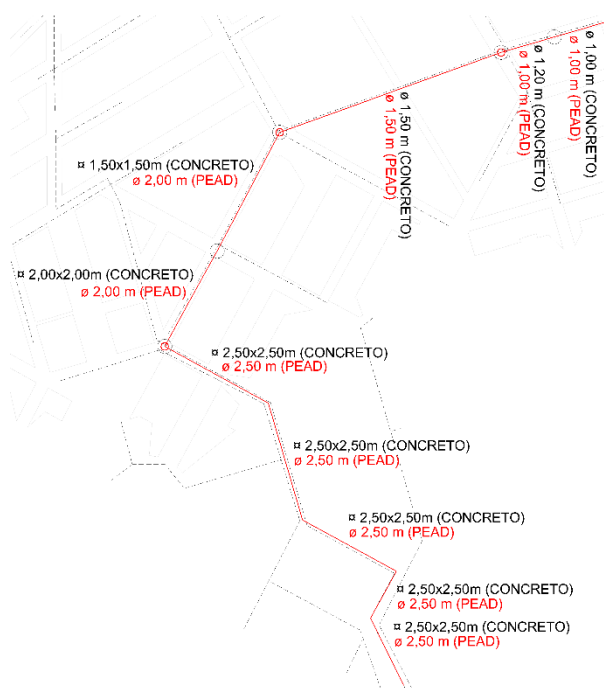 ø 1,00 m (CONCRETO)
ø 1,00 m (PEAD)
ø 1,20 m (CONCRETO)
ø 1,00 m (PEAD)
ø 1,50 m (CONCRETO)
ø 1,50 m (PEAD)
¤ 1,50x1,50m (CONCRETO)
ø 2,00 m (PEAD)
¤ 2,00x2,00m (CONCRETO)
ø 2,00 m (PEAD)
¤ 2,50x2,50m (CONCRETO)
ø 2,50 m (PEAD)
¤ 2,50x2,50m (CONCRETO)
ø 2,50 m (PEAD)
¤ 2,50x2,50m (CONCRETO)
ø 2,50 m (PEAD)
¤ 2,50x2,50m (CONCRETO)
ø 2,50 m (PEAD)
¤ 2,50x2,50m (CONCRETO)
ø 2,50 m (PEAD)